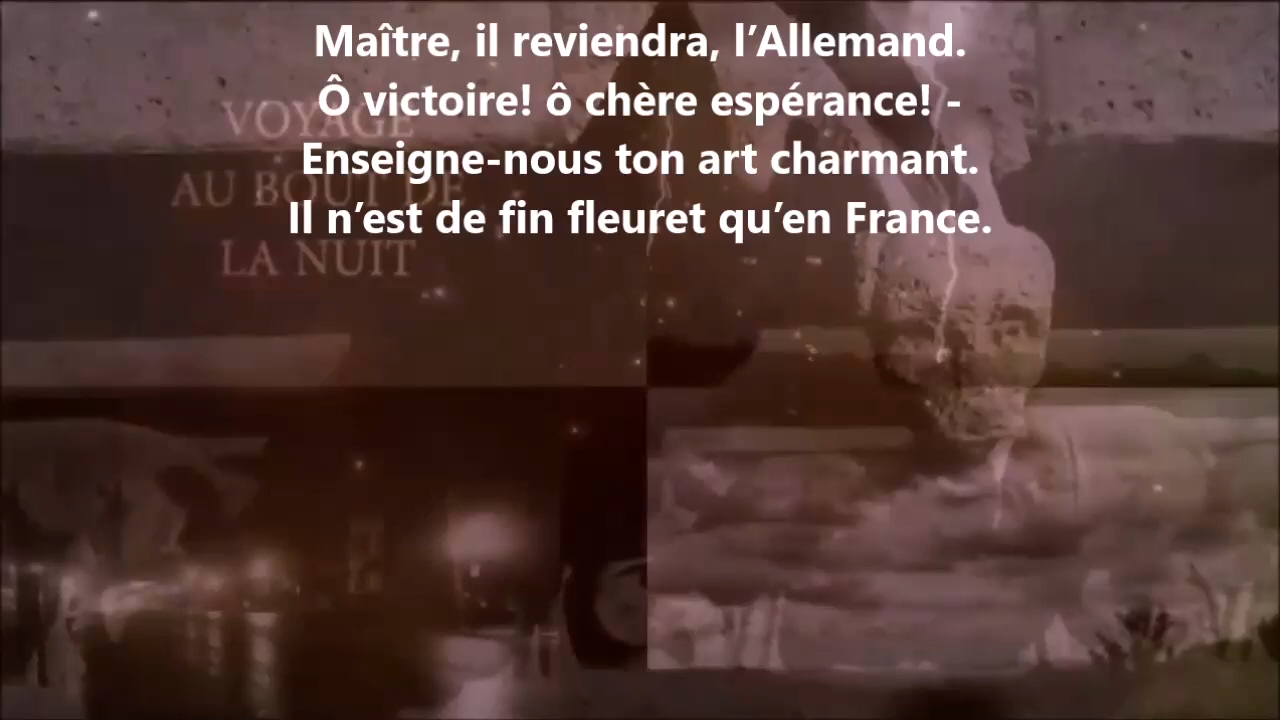 Maître, il reviendra, l’Allemand.
Ô victoire! ô chère espérance! -
Enseigne-nous ton art charmant.
Il n’est de fin fleuret qu’en France.
VOYAGE
AU BOUT DE
LA NUIT